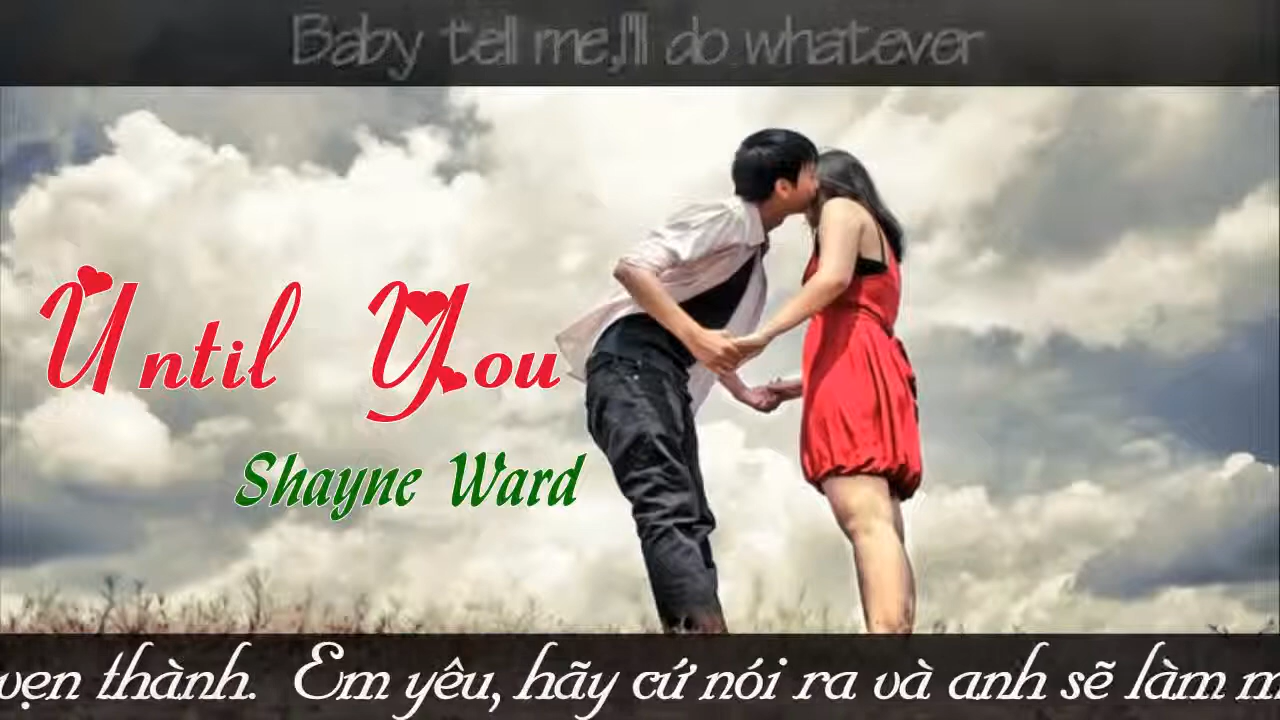 Baby tell me,I'll do whatever
Until You
Shayne Ward
vẹn thành. Em yêu, hãy cứ nói ra và anh sẽ làm m